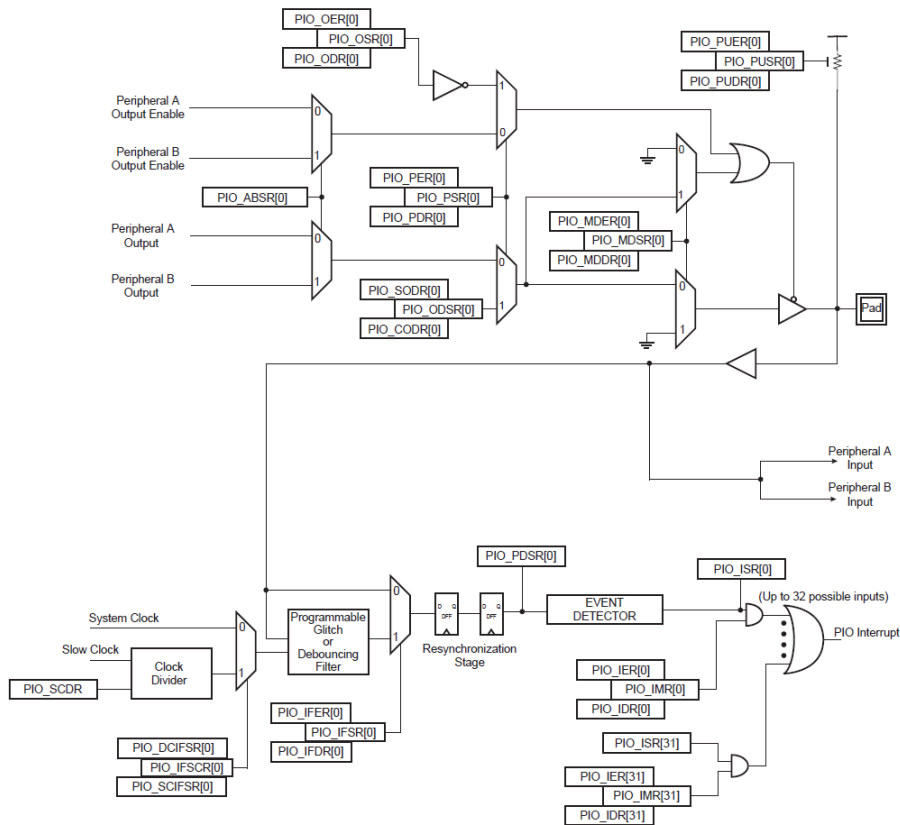 PIO_OER[0]
PIO_OSR[0]
PIO_ODR[0]
PIO_PUER[0]
PIO_PUSR[0]
PIO_PUDR[0]
1
0
Peripheral A
Output Enable
0
Peripheral B
Output Enable
1
PIO_ABSR[0]
PIO_PER[0]
PIO_PSR[0]
PIO_PDR[0]
0
1
PIO_MDER[0]
PIO_MDSR[0]
PIO_MDDR[0]
Peripheral A
Output
0
Peripheral B
Output
1
0
1
PIO_SODR[0]
PIO_ODSR[0]
PIO_CODR[0]
0
1
Pad
Peripheral A
Input
Peripheral B
Input
PIO_PDSR[0]
PIO_ISR[0]
(Up to 32 possible inputs)
EVENT
DETECTOR
PIO Interrupt
System Clock
0
Slow Clock
1
Clock
Divider
PIO_SCDR
Programmable
Glitch
or
Debouncing
Filter
0
1
D Q
DFF
D Q
DFF
Resynchronization
Stage
PIO_IER[0]
PIO_IMR[0]
PIO_IDR[0]
PIO_IFER[0]
PIO_IFSR[0]
PIO_IFDR[0]
PIO_DCIFSR[0]
PIO_IFSCR[0]
PIO_SCIFSR[0]
PIO_ISR[31]
PIO_IER[31]
PIO_IMR[31]
PIO_IDR[31]